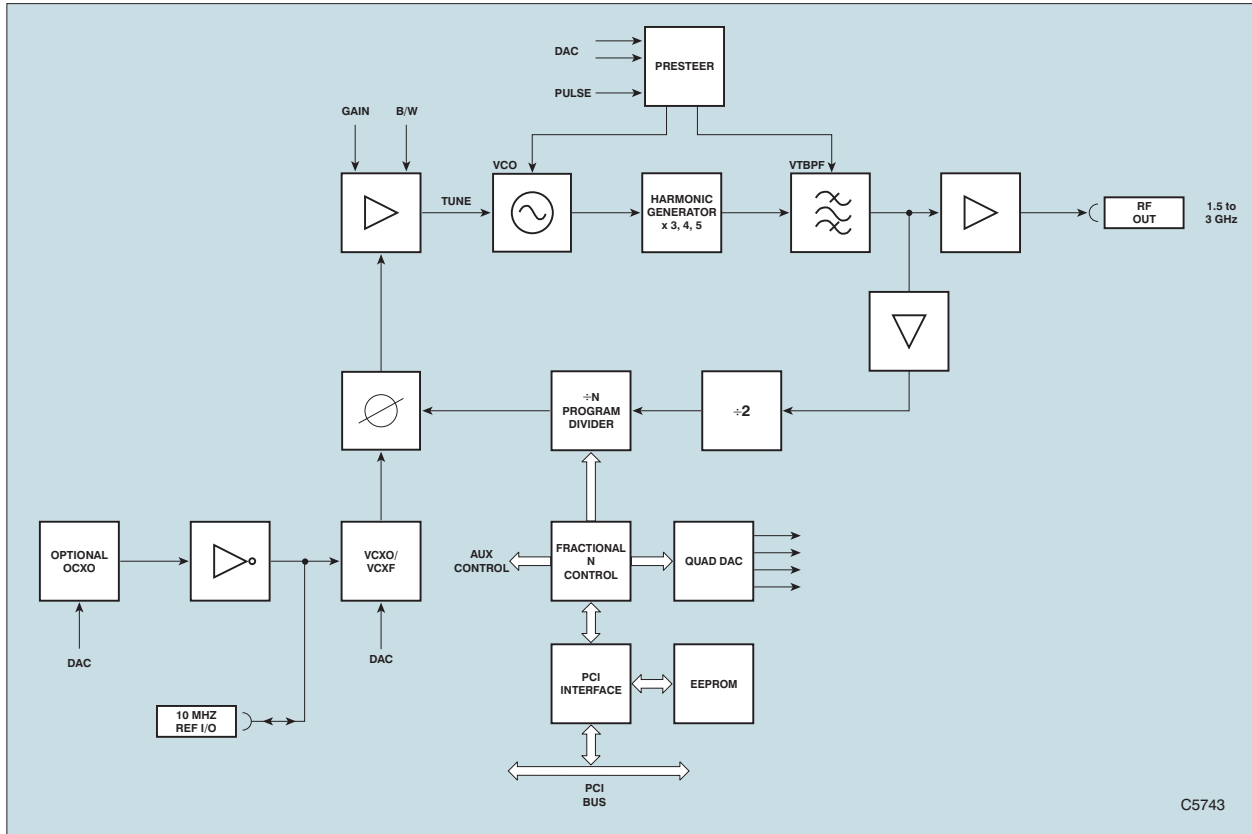 DAC
PULSE
PRESTEER
GAIN
B/W
TUNE
VCO
HARMONIC
GENERATOR
x 3, 4, 5
VTBPF
RF
OUT
1.5 to
3 GHz
÷N
PROGRAM
DIVIDER
÷2
OPTIONAL
OCXO
VCXO/
VCXF
AUX
CONTROL
FRACTIONAL
N
CONTROL
QUAD DAC
DAC
DAC
PCI
INTERFACE
EEPROM
10 MHZ
REF I/O
PCI
BUS
C5743